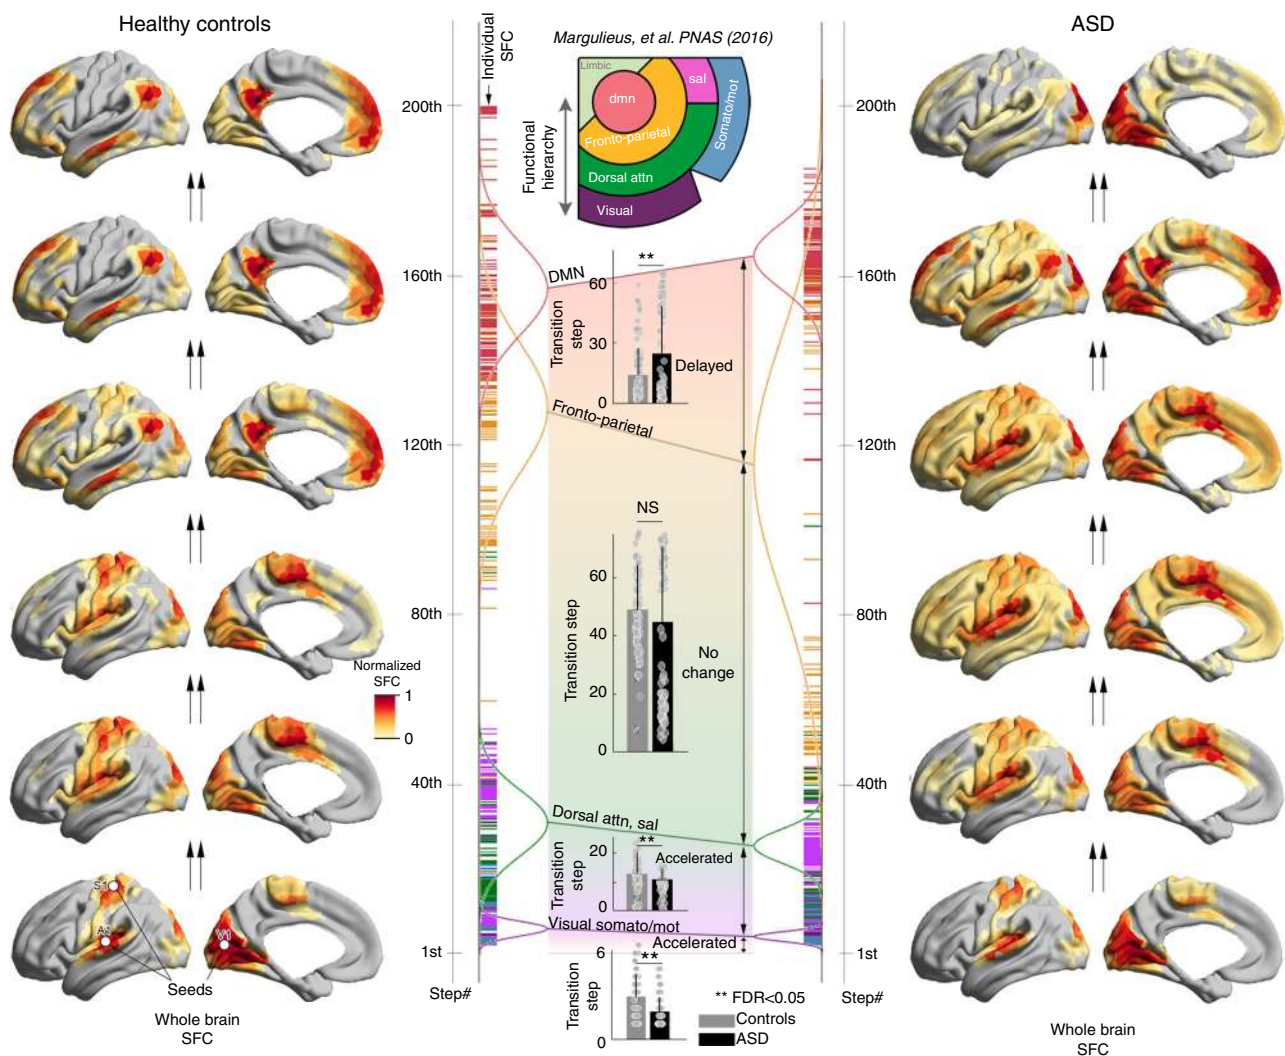 Healthy controls
Individual
SFC
Margulieus, et al. PNAS (2016)
ASD
Limbic
dmn
sal
Somato/mot
Fronto-parietal
Dorsal attn
Visual
Functional
hierarchy
200th
200th
160th
160th
120th
120th
80th
80th
40th
40th
1st
1st
Step#
Step#
DMN
**
60
30
0
Transition
step
Delayed
Fronto-parietal
NS
60
40
20
0
Transition step
No
change
Normalized
SFC
1
0
Dorsal attn, sal
**
20
0
Transition
step
Accelerated
Visual somato/mot
Accelerated
6
0
**
Transition
step
** FDR<0.05
Controls
ASD
S1
A1
V1
Seeds
Whole brain
SFC
Whole brain
SFC